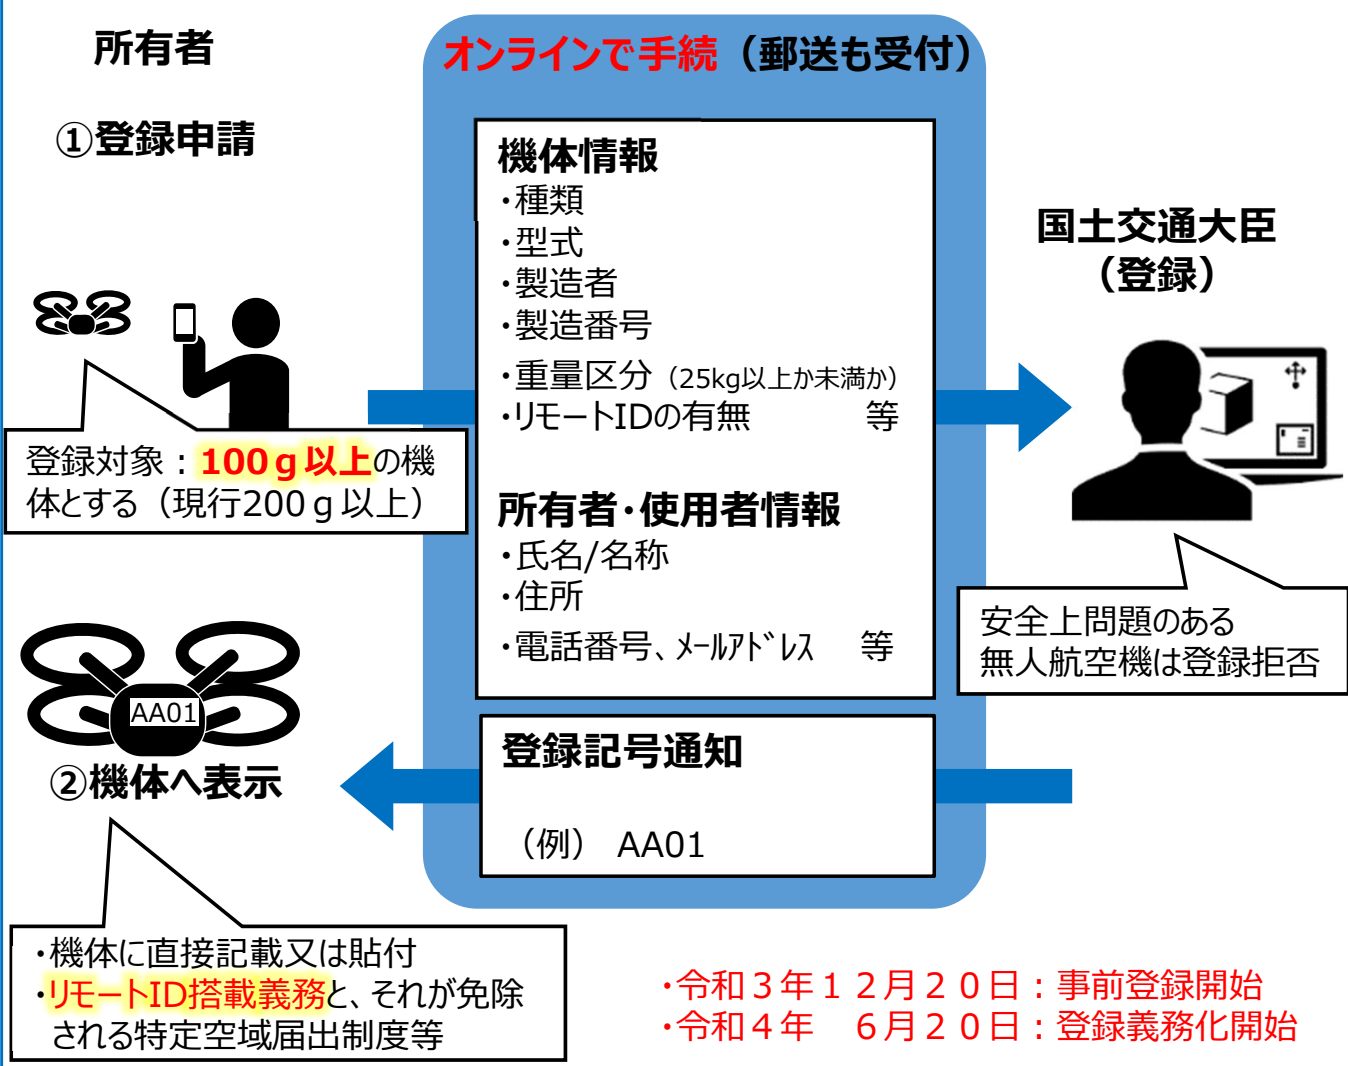 所有者
オンラインで手続（郵送も受付）
①登録申請
機体情報
・種類
・型式
・製造者
・製造番号
・重量区分（25kg以上か未満か）
・リモートIDの有無　　　等
国土交通大臣
（登録）
登録対象：100ｇ以上の機
体とする（現行200ｇ以上）
所有者・使用者情報
・氏名/名称
・住所
・電話番号、ﾒｰﾙｱﾄﾞﾚｽ　等
安全上問題のある
無人航空機は登録拒否
AA01
②機体へ表示
登録記号通知
（例）　AA01
・機体に直接記載又は貼付
・リモートID搭載義務と、それが免除
される特定空域届出制度等
・令和３年１２月２０日：事前登録開始
・令和４年　６月２０日：登録義務化開始